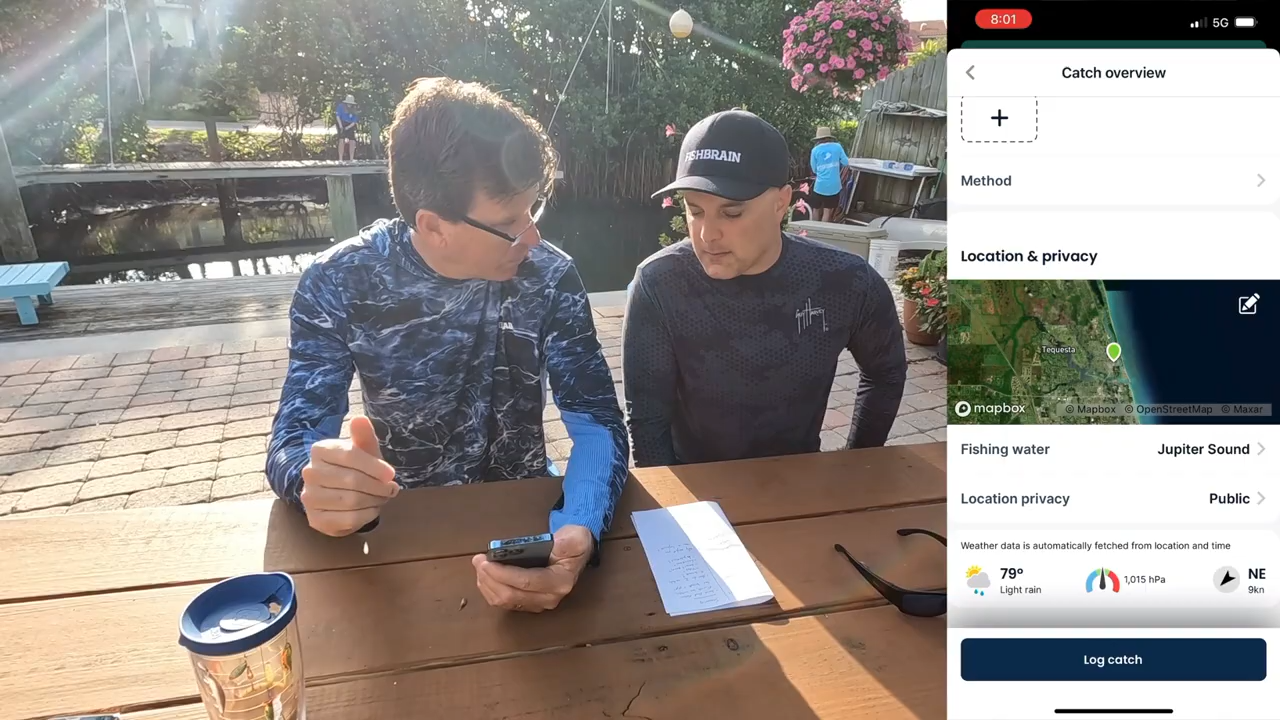 FISHBRAIN
8:01
5G
Catch overview
+
Method
Location & privacy
Tequesta
mapbox
© Mapbox © OpenStreetMap © Maxar
Fishing water Jupiter Sound
Location privacy Public
Weather data is automatically fetched from location and time
79° Light rain
1,015 hPa
NE 9kn
Log catch